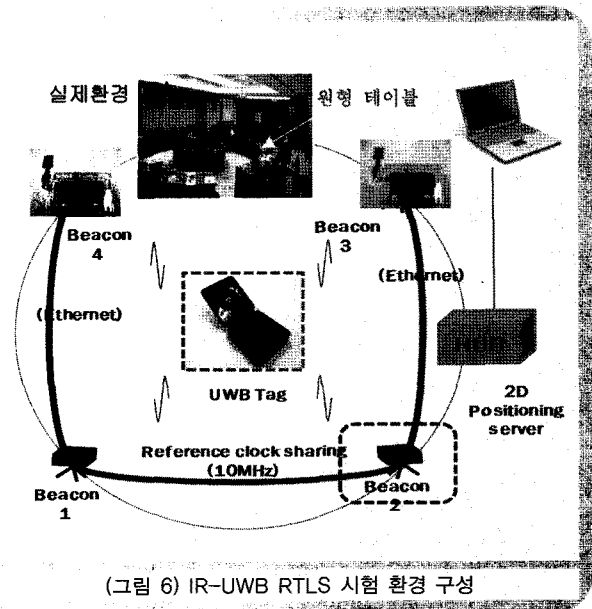 실제환경
원형 테이블
Beacon
4
Beacon
3
(Ethernet)
(Ethernet)
UWB Tag
2D
Positioning
server
Reference clock sharing
(10MHz)
Beacon
1
Beacon
2
(그림 6) IR-UWB RTLS 시험 환경 구성